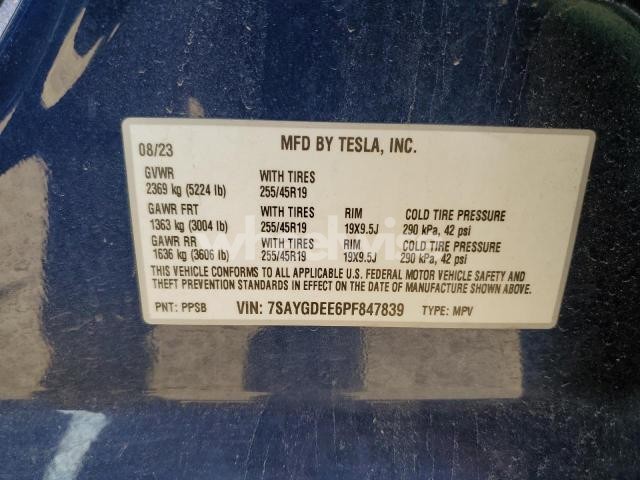 08/23 MFD BY TESLA, INC.
GVWR WITH TIRES
2369 kg (5224 lb) 255/45R19
GAWR FRT WITH TIRES RIM COLD TIRE PRESSURE
1363 kg (3004 lb) 255/45R19 19X9.5J 290 kPa, 42 psi
GAWR RR WITH TIRES RIM COLD TIRE PRESSURE
1636 kg (3606 lb) 255/45R19 19X9.5J 290 kPa, 42 psi
THIS VEHICLE CONFORMS TO ALL APPLICABLE U.S. FEDERAL MOTOR VEHICLE SAFETY AND
THEFT PREVENTION STANDARDS IN EFFECT ON THE DATE OF MANUFACTURE SHOWN ABOVE.
PNT: PPSB VIN: 7SAYGDEE6PF847839 TYPE: MPV